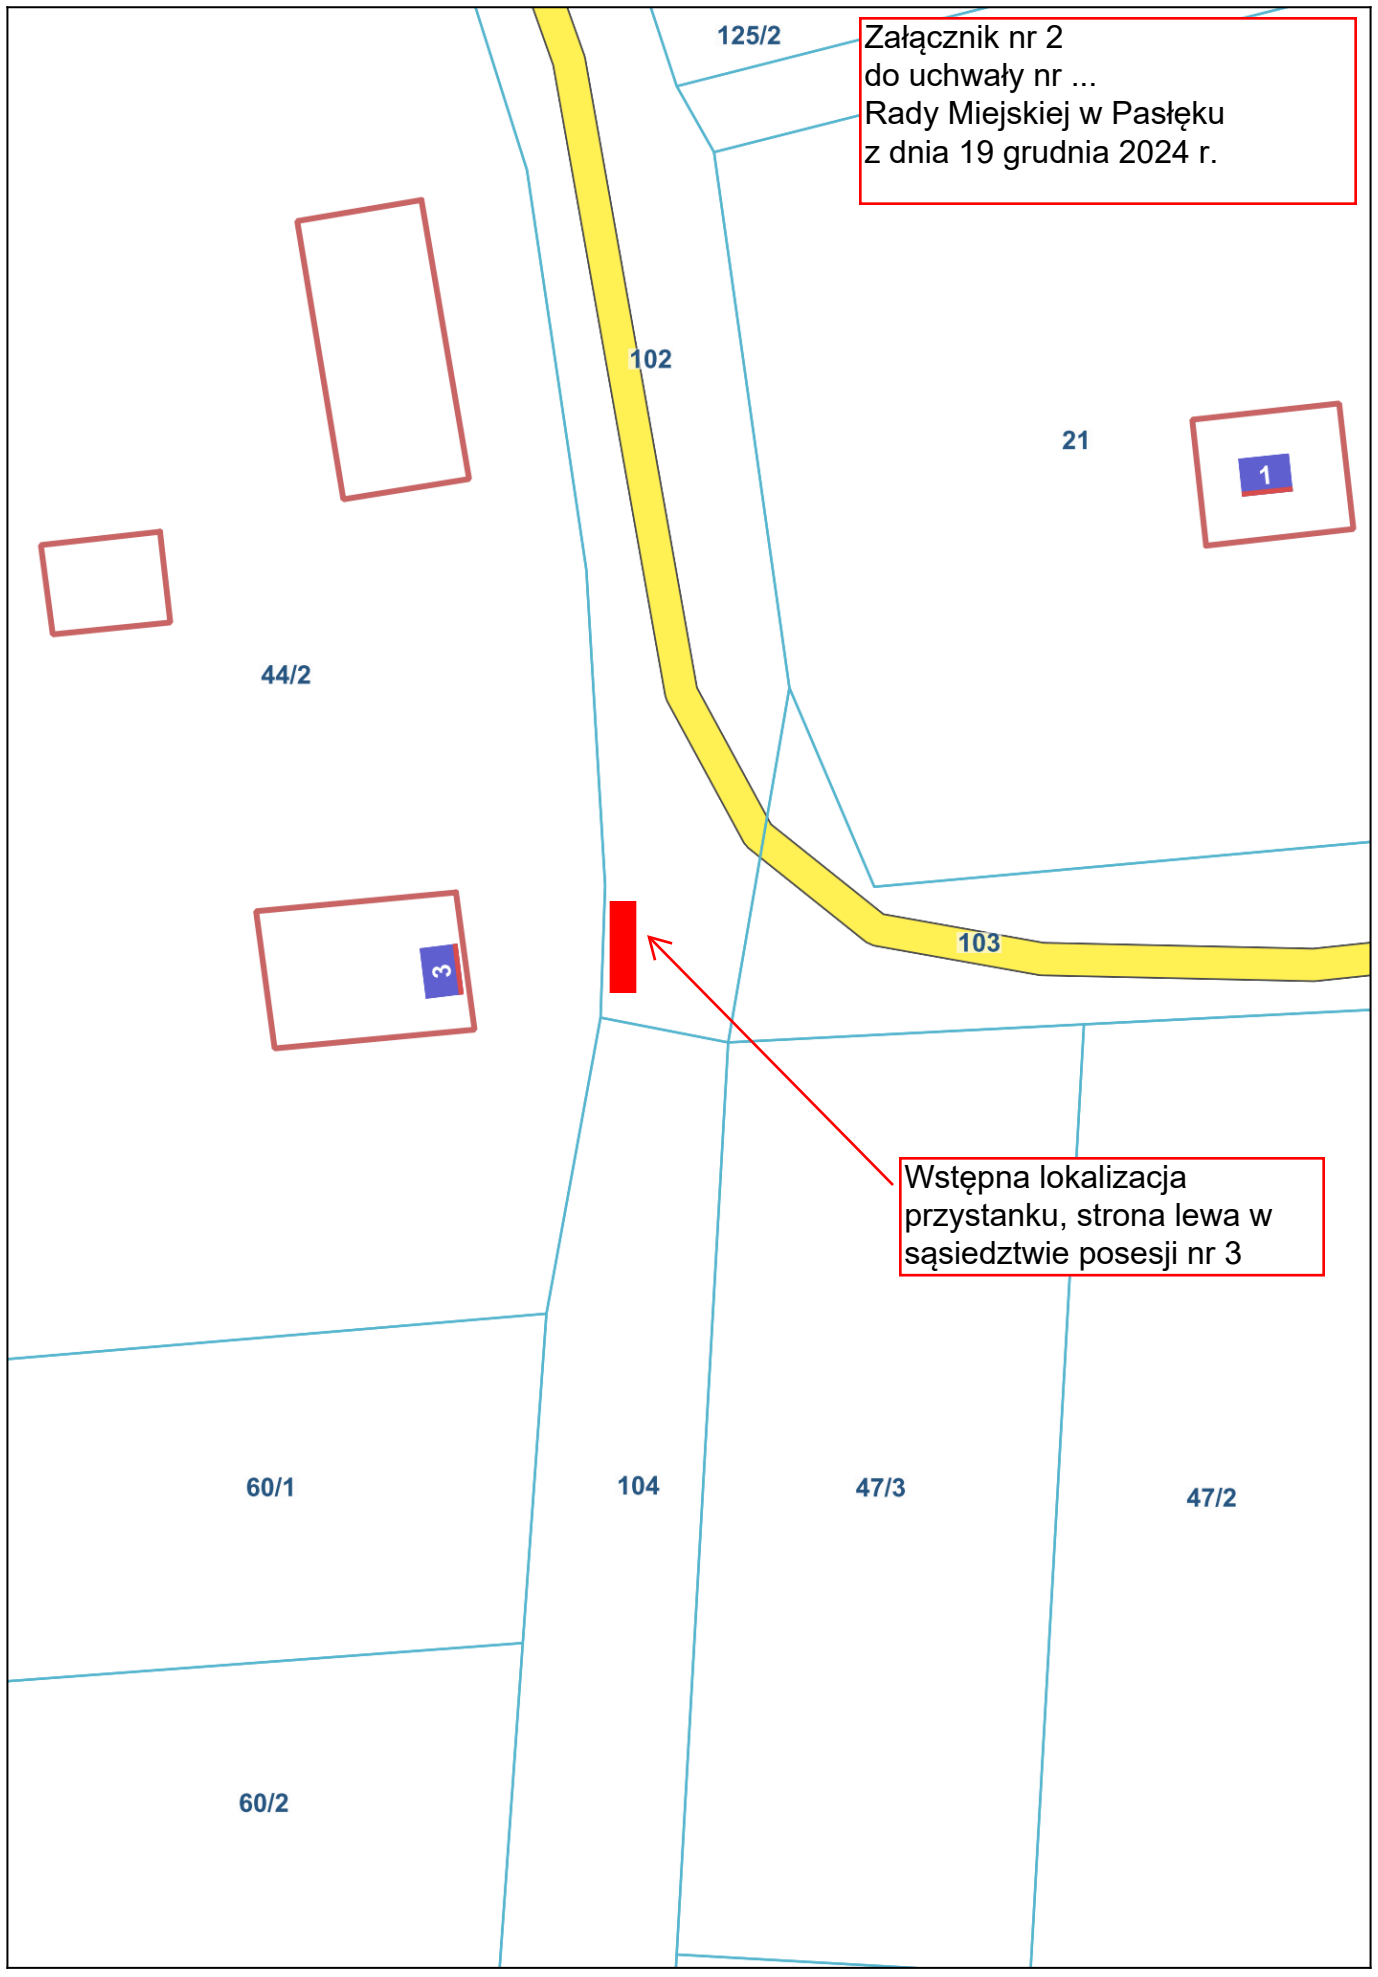 125/2
Załącznik nr 2
do uchwały nr ...
Rady Miejskiej w Pasłęku
z dnia 19 grudnia 2024 r.
102
21
1
44/2
103
3
Wstępna lokalizacja
przystanku, strona lewa w
sąsiedztwie posesji nr 3
60/1
104
47/3
47/2
60/2